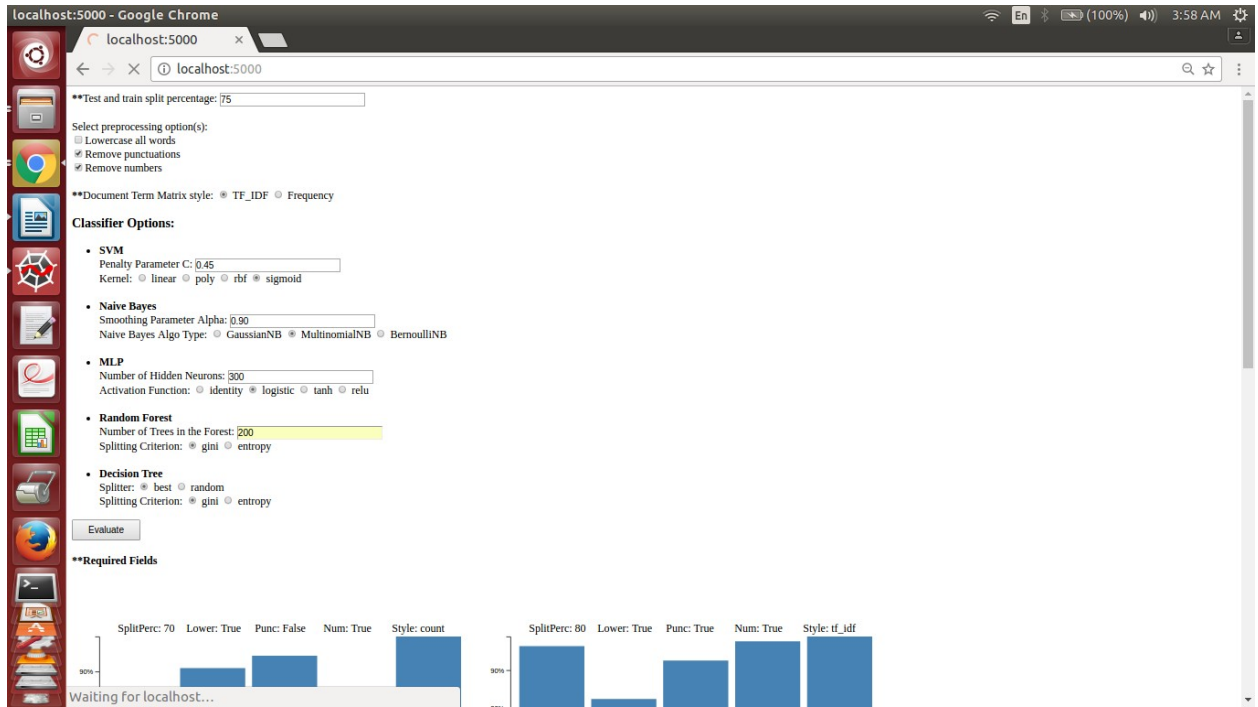 localhost:5000 - Google Chrome
En (100%) 3:58 AM
localhost:5000 ×
localhost:5000
**Test and train split percentage: 75
Select preprocessing option(s):
Lowercase all words
Remove punctuations
Remove numbers
**Document Term Matrix style: TF_IDF Frequency
Classifier Options:
SVM
Penalty Parameter C: 0.45
Kernel: linear poly rbf sigmoid
Naive Bayes
Smoothing Parameter Alpha: 0.90
Naive Bayes Algo Type: GaussianNB MultinomialNB BernoulliNB
MLP
Number of Hidden Neurons: 300
Activation Function: identity logistic tanh relu
Random Forest
Number of Trees in the Forest: 200
Splitting Criterion: gini entropy
Decision Tree
Splitter: best random
Splitting Criterion: gini entropy
Evaluate
**Required Fields
SplitPerc: 70 Lower: True Punc: False Num: True Style: count
90%
SplitPerc: 80 Lower: True Punc: True Num: True Style: tf_idf
90%
Waiting for localhost...